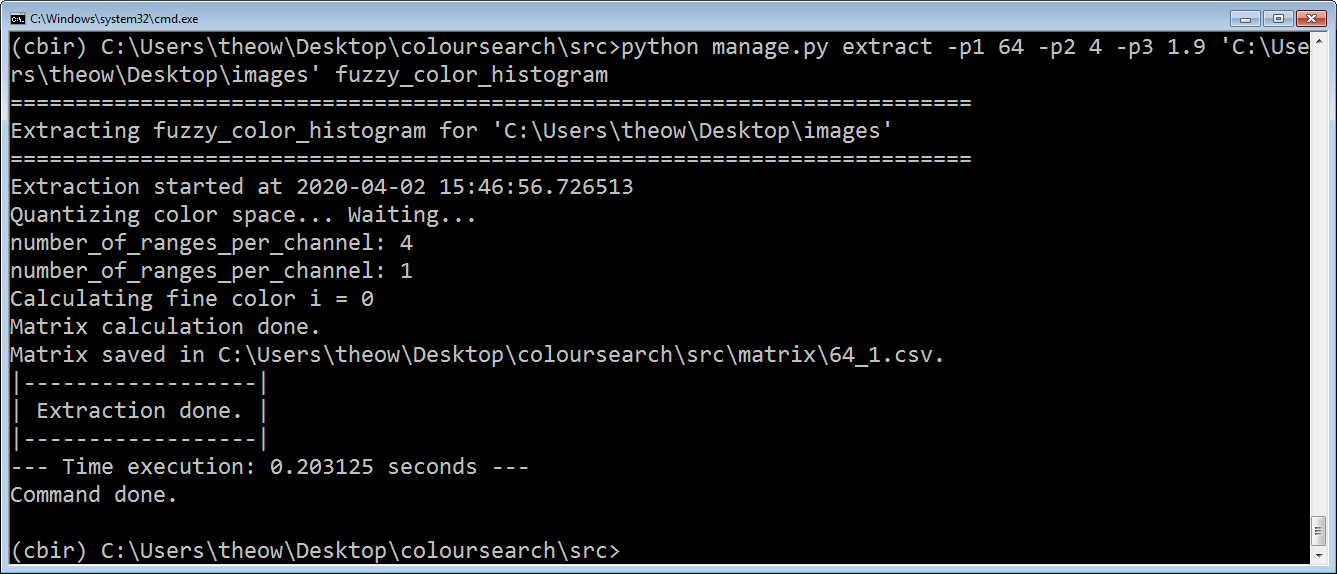 C:\Windows\system32\cmd.exe
(cbir) C:\Users\theow\Desktop\coloursearch\src>python manage.py extract -p1 64 -p2 4 -p3 1.9 'C:\Use
rs\theow\Desktop\images' fuzzy_color_histogram
==========================================================================
Extracting fuzzy_color_histogram for 'C:\Users\theow\Desktop\images'
==========================================================================
Extraction started at 2020-04-02 15:46:56.726513
Quantizing color space... Waiting...
number_of_ranges_per_channel: 4
number_of_ranges_per_channel: 1
Calculating fine color i = 0
Matrix calculation done.
Matrix saved in C:\Users\theow\Desktop\coloursearch\src\matrix\64_1.csv.
|------------------|
| Extraction done. |
|------------------|
--- Time execution: 0.203125 seconds ---
Command done.
(cbir) C:\Users\theow\Desktop\coloursearch\src>